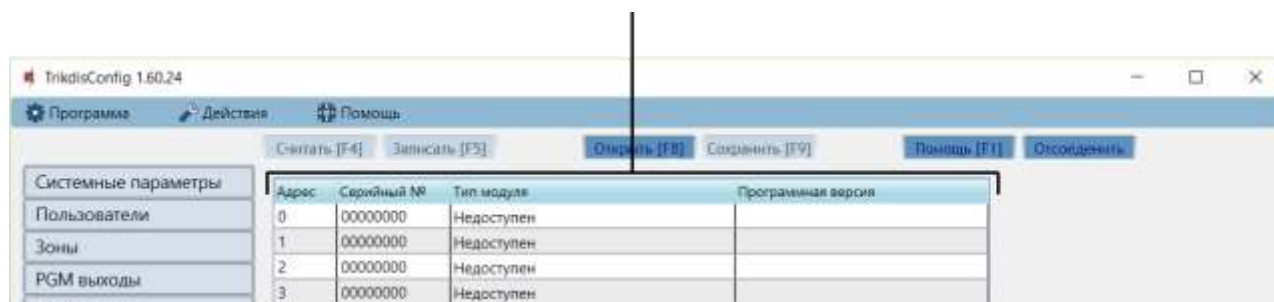 TrikdisConfig 1.60.24
Программа Действия Помощь
Считать [F4] Записать [F5] Открыть [F8] Сохранить [F9] Помощь [F1] Отсоеденить
Системные параметры
Пользователи
Зоны
PGM выходы
Адрес Серийный № Тип модуля Программная версия
0 00000000 Недоступен
1 00000000 Недоступен
2 00000000 Недоступен
3 00000000 Недоступен